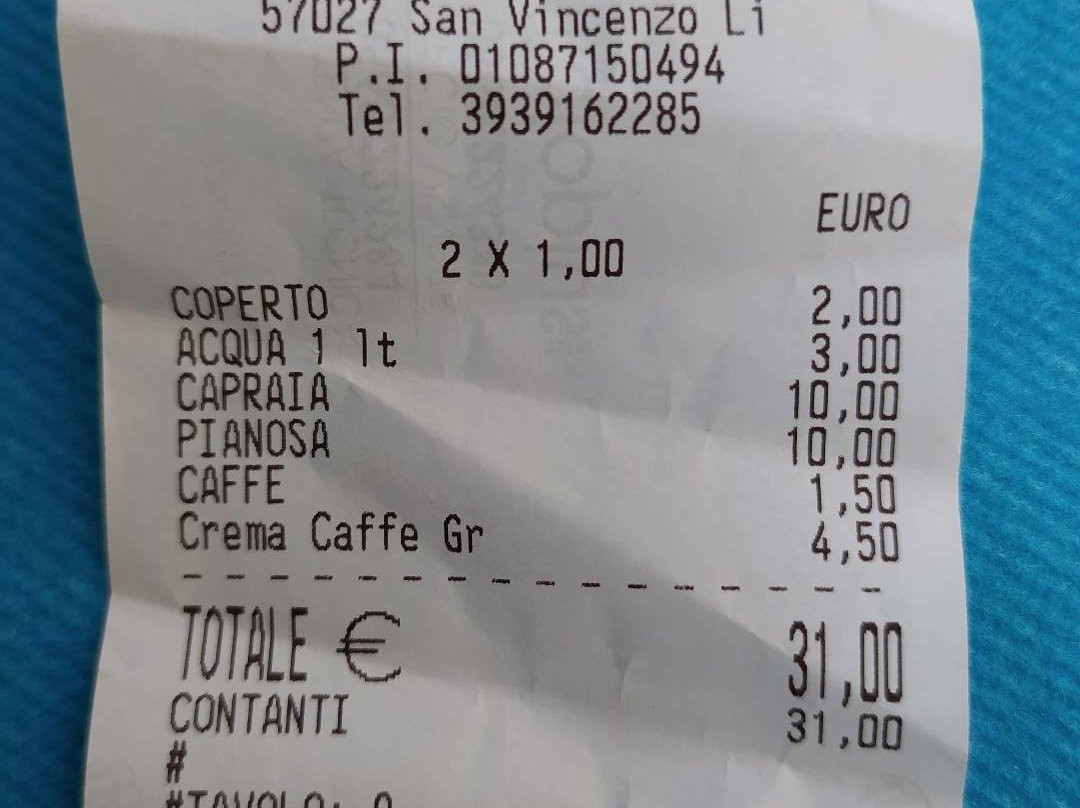 57027 San Vincenzo Li
P.I. 01087150494
Tel. 3939162285
EURO
2 X 1,00
COPERTO 2,00
ACQUA 1 lt 3,00
CAPRAIA 10,00
PIANOSA 10,00
CAFFE 1,50
Crema Caffe Gr 4,50
TOTALE € 31,00
CONTANTI 31,00
#
#TAVOLO: 0